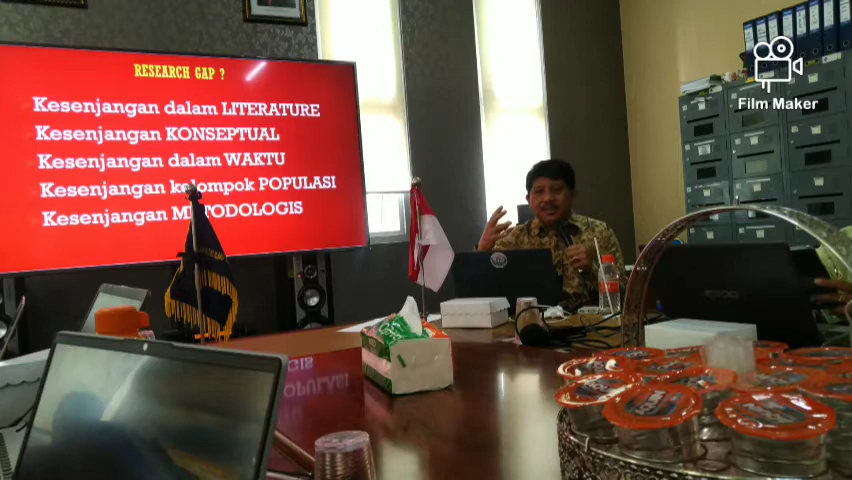 RESEARCH GAP ?
Kesenjangan dalam LITERATURE
Kesenjangan KONSEPTUAL
Kesenjangan dalam WAKTU
Kesenjangan kelompok POPULASI
Kesenjangan METODOLOGIS
Film Maker